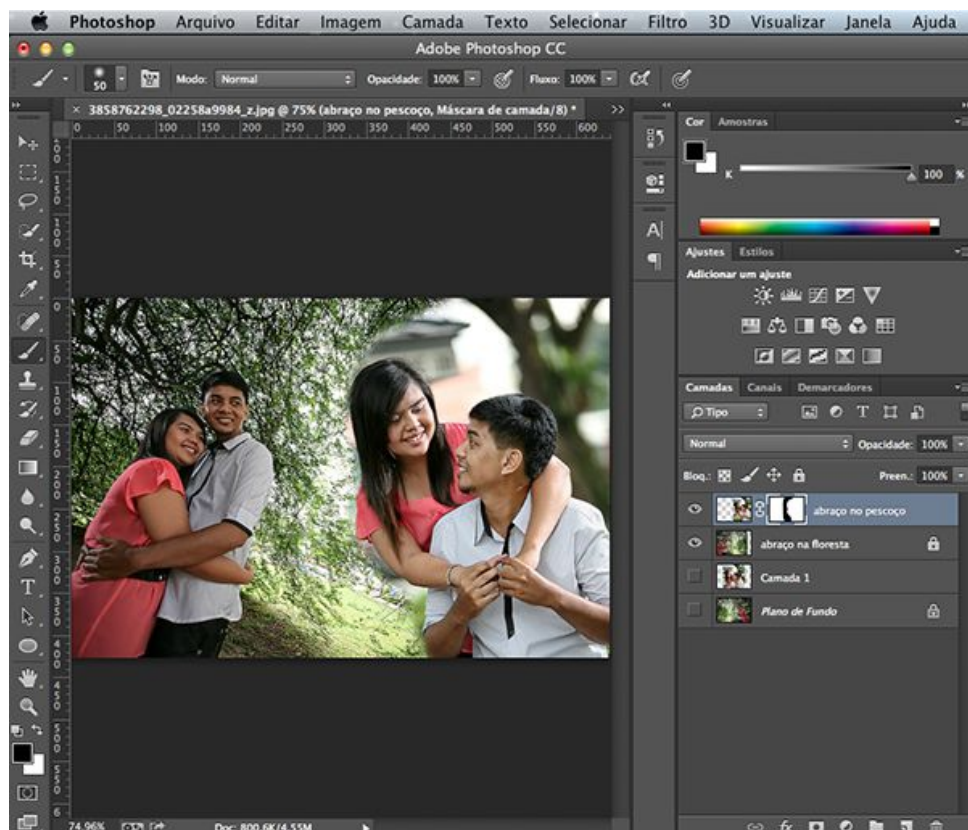 Photoshop Arquivo Editar Imagem Camada Texto Selecionar Filtro 3D Visualizar Janela Ajuda
Adobe Photoshop CC
50 Modo: Normal Opacidade: 100% Fluxo: 100%
× 3858762298_02258a9984_z.jpg @ 75% (abraço no pescoço, Máscara de camada/8) *
0 50 100 150 200 250 300 350 400 450 500 550 600
Cor Amostras
K 100 %
Ajustes Estilos
Adicionar um ajuste
Camadas Canais Demarcadores
Tipo
Normal Opacidade: 100%
Bloq.: Preen.: 100%
abraço no pescoço
abraço na floresta
Camada 1
Plano de Fundo
74,96% Doc: 800,6K/4,55M